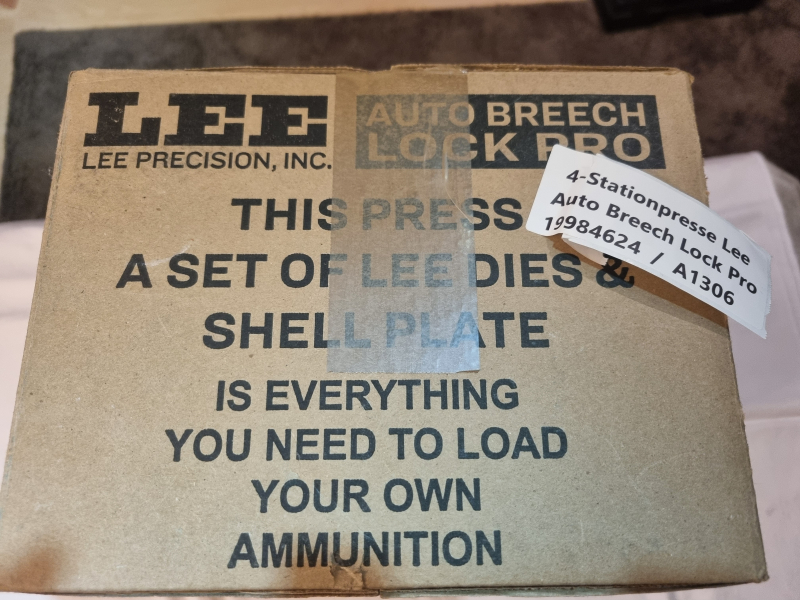 LEE
LEE PRECISION, INC.
AUTO BREECH
LOCK PRO
4-Stationpresse Lee
Auto Breech Lock Pro
19984624 / A1306
THIS PRESS
A SET OF LEE DIES &
SHELL PLATE
IS EVERYTHING
YOU NEED TO LOAD
YOUR OWN
AMMUNITION